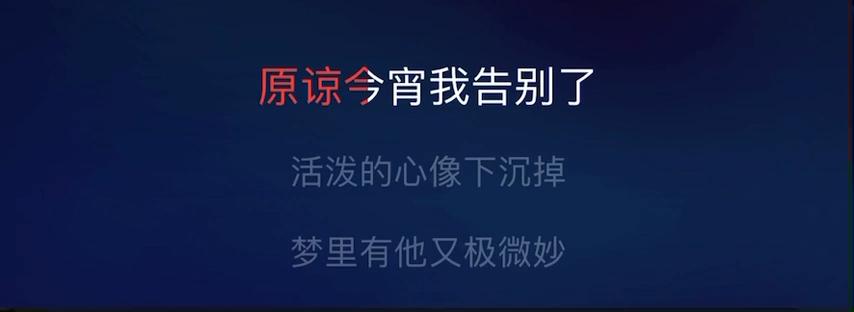 原谅今宵我告别了
活泼的心像下沉掉
梦里有他又极微妙